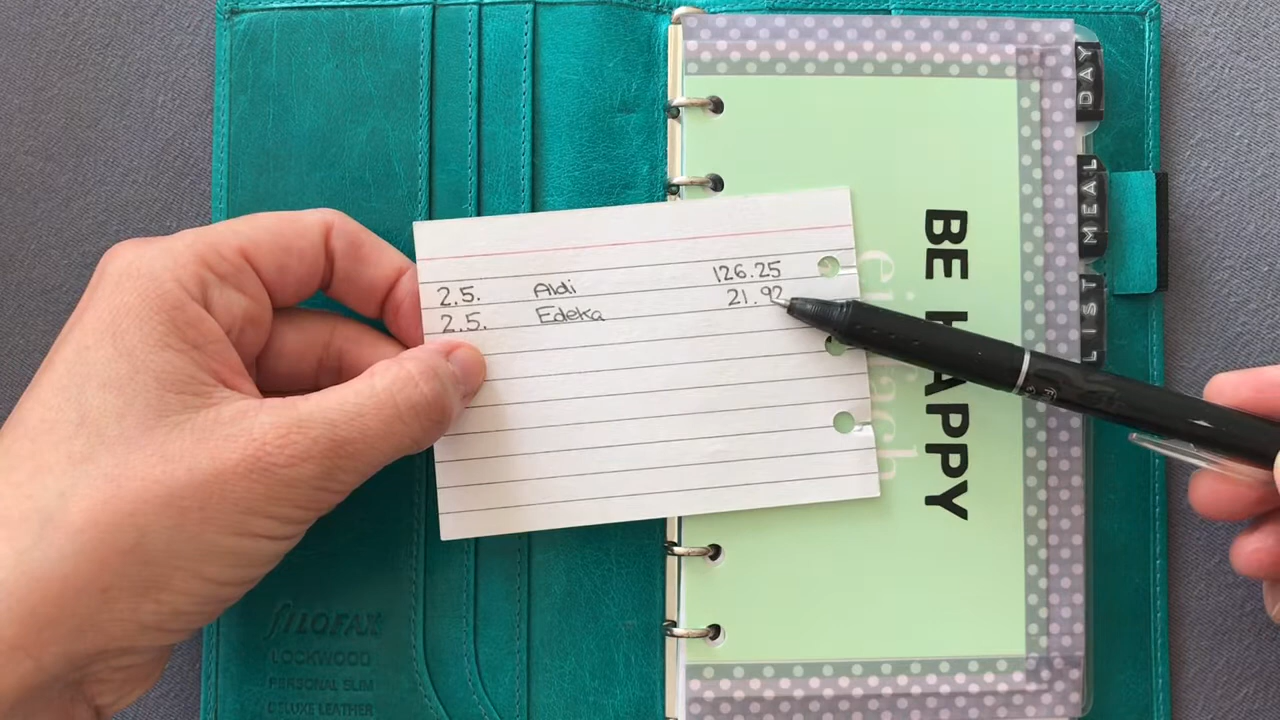 2.5. Aldi 126.25
2.5. Edeka 21.92
BE HAPPY
DAY
MEAL
LIST
filofax
LOCKWOOD
PERSONAL SLIM
DELUXE LEATHER